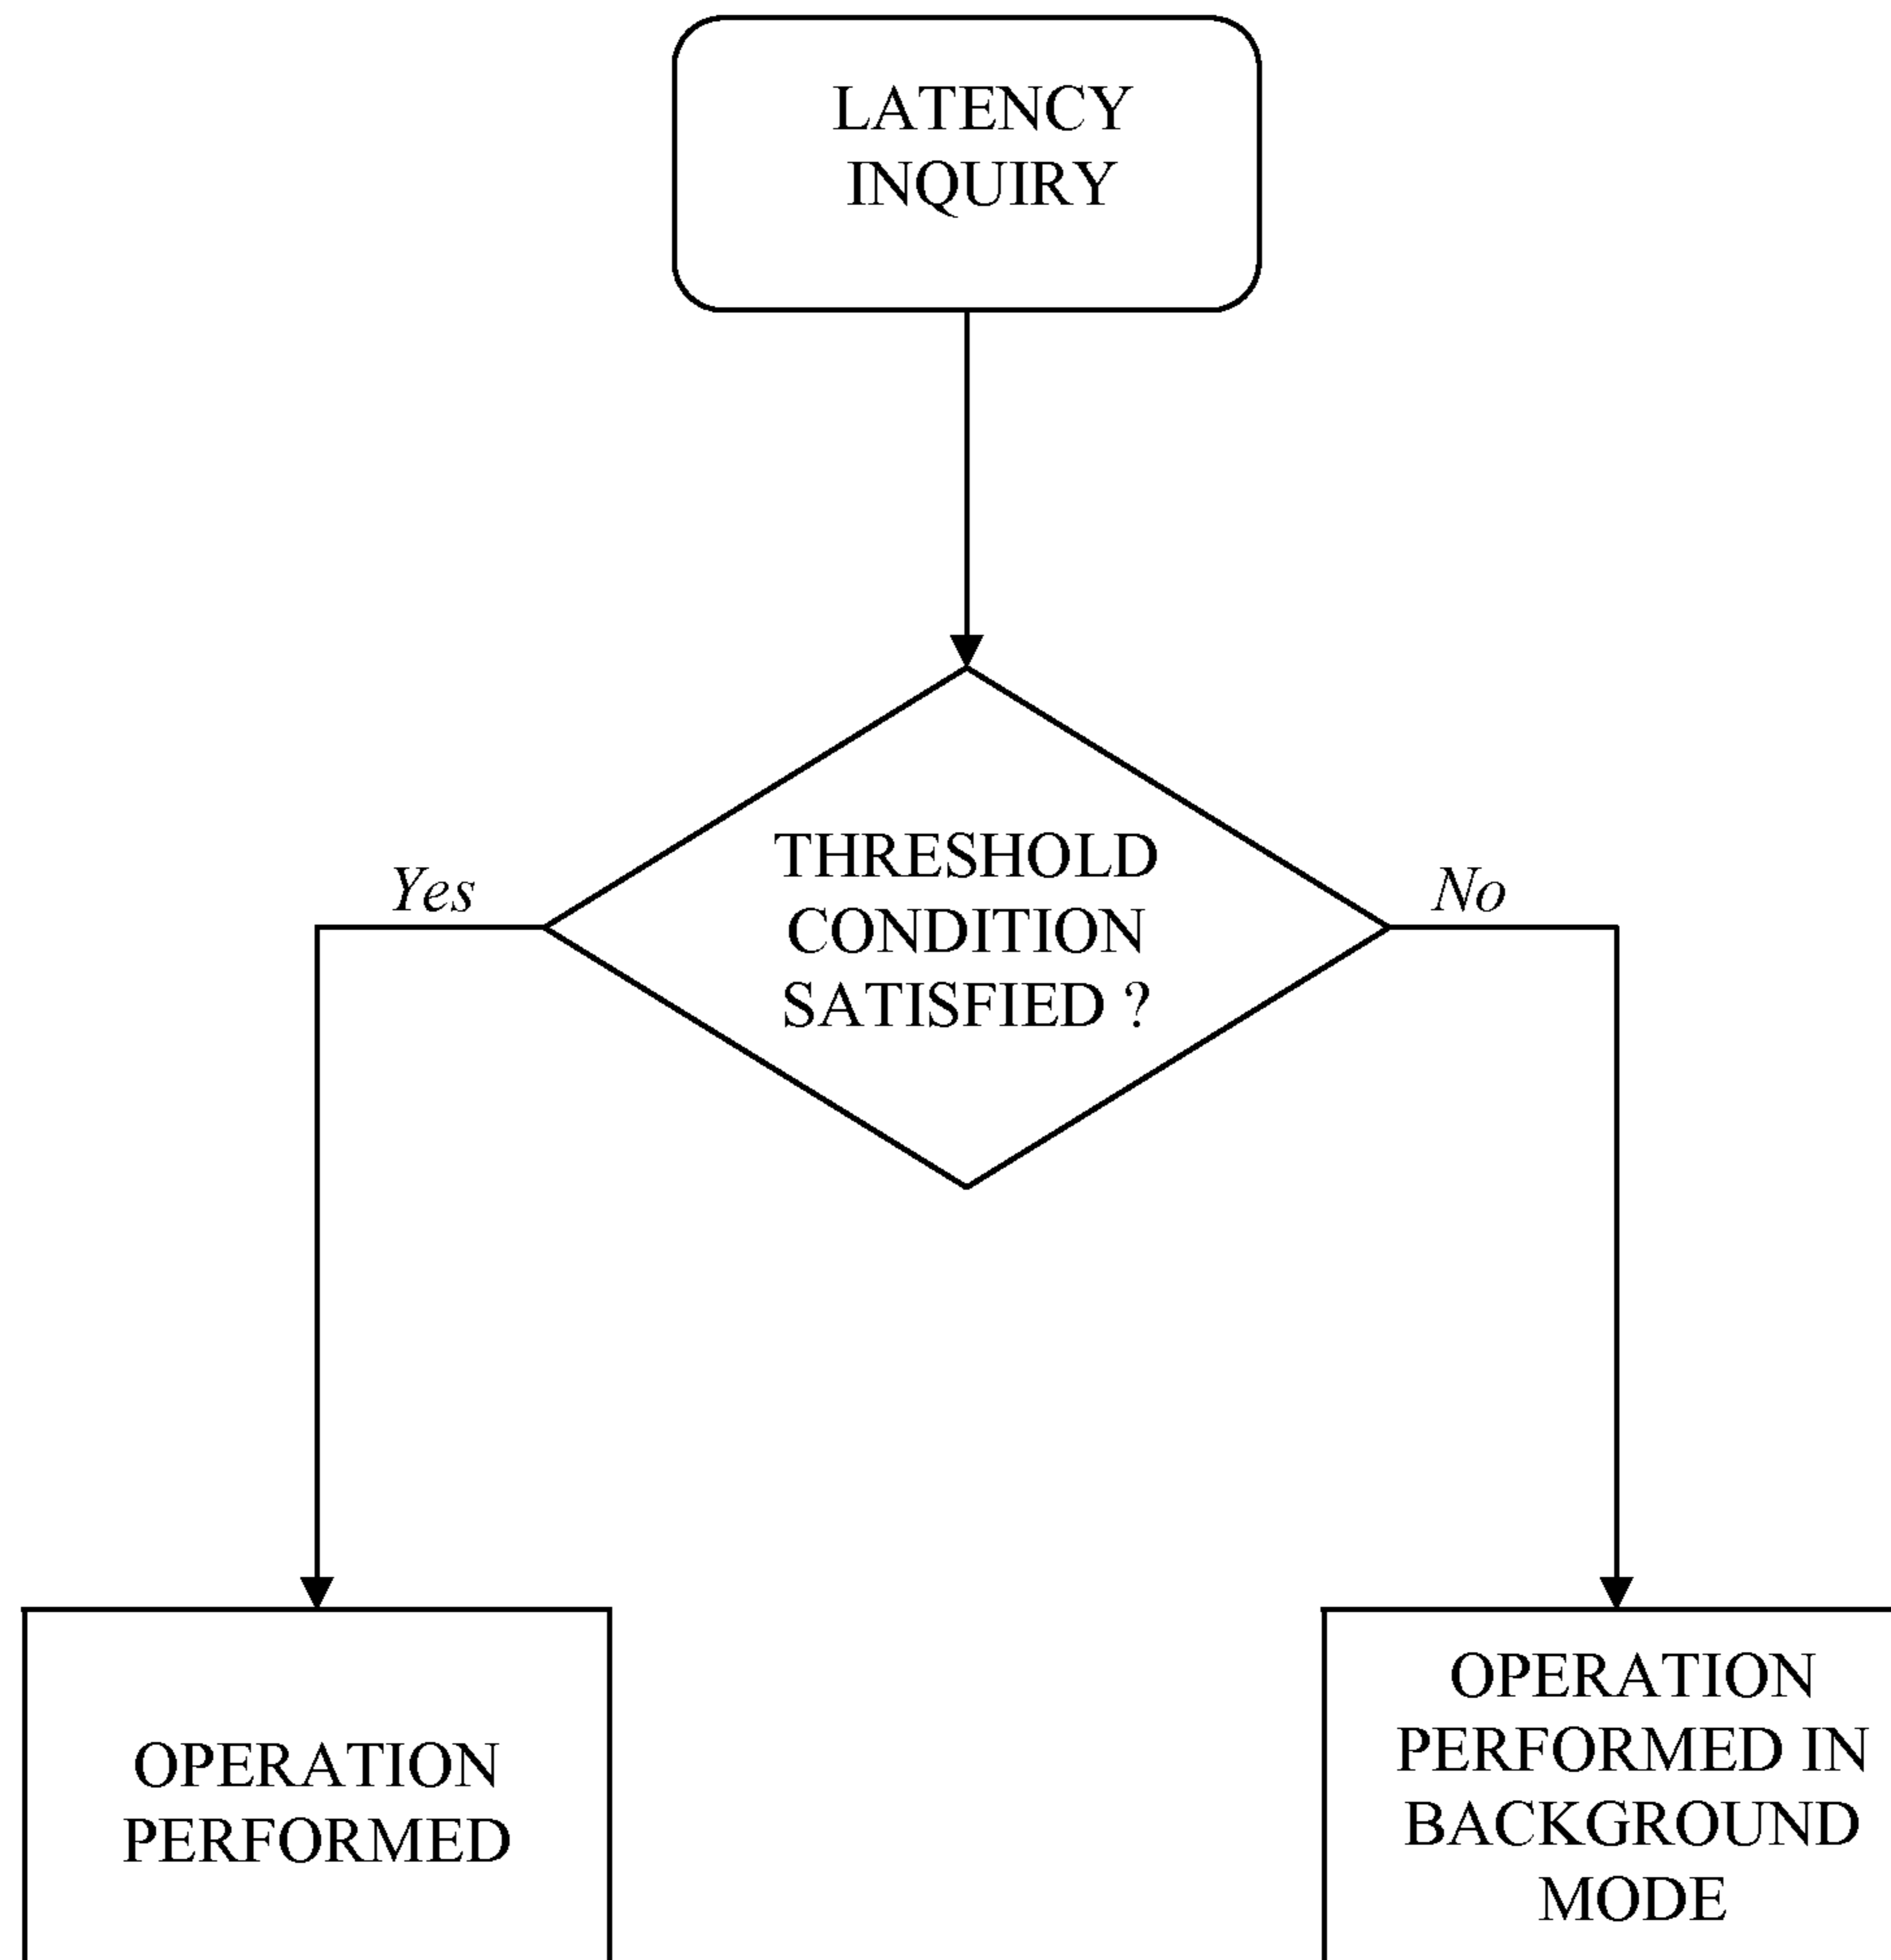 LATENCY
INQUIRY
THRESHOLD
CONDITION
SATISFIED ?
Yes
No
OPERATION
PERFORMED
OPERATION
PERFORMED IN
BACKGROUND
MODE